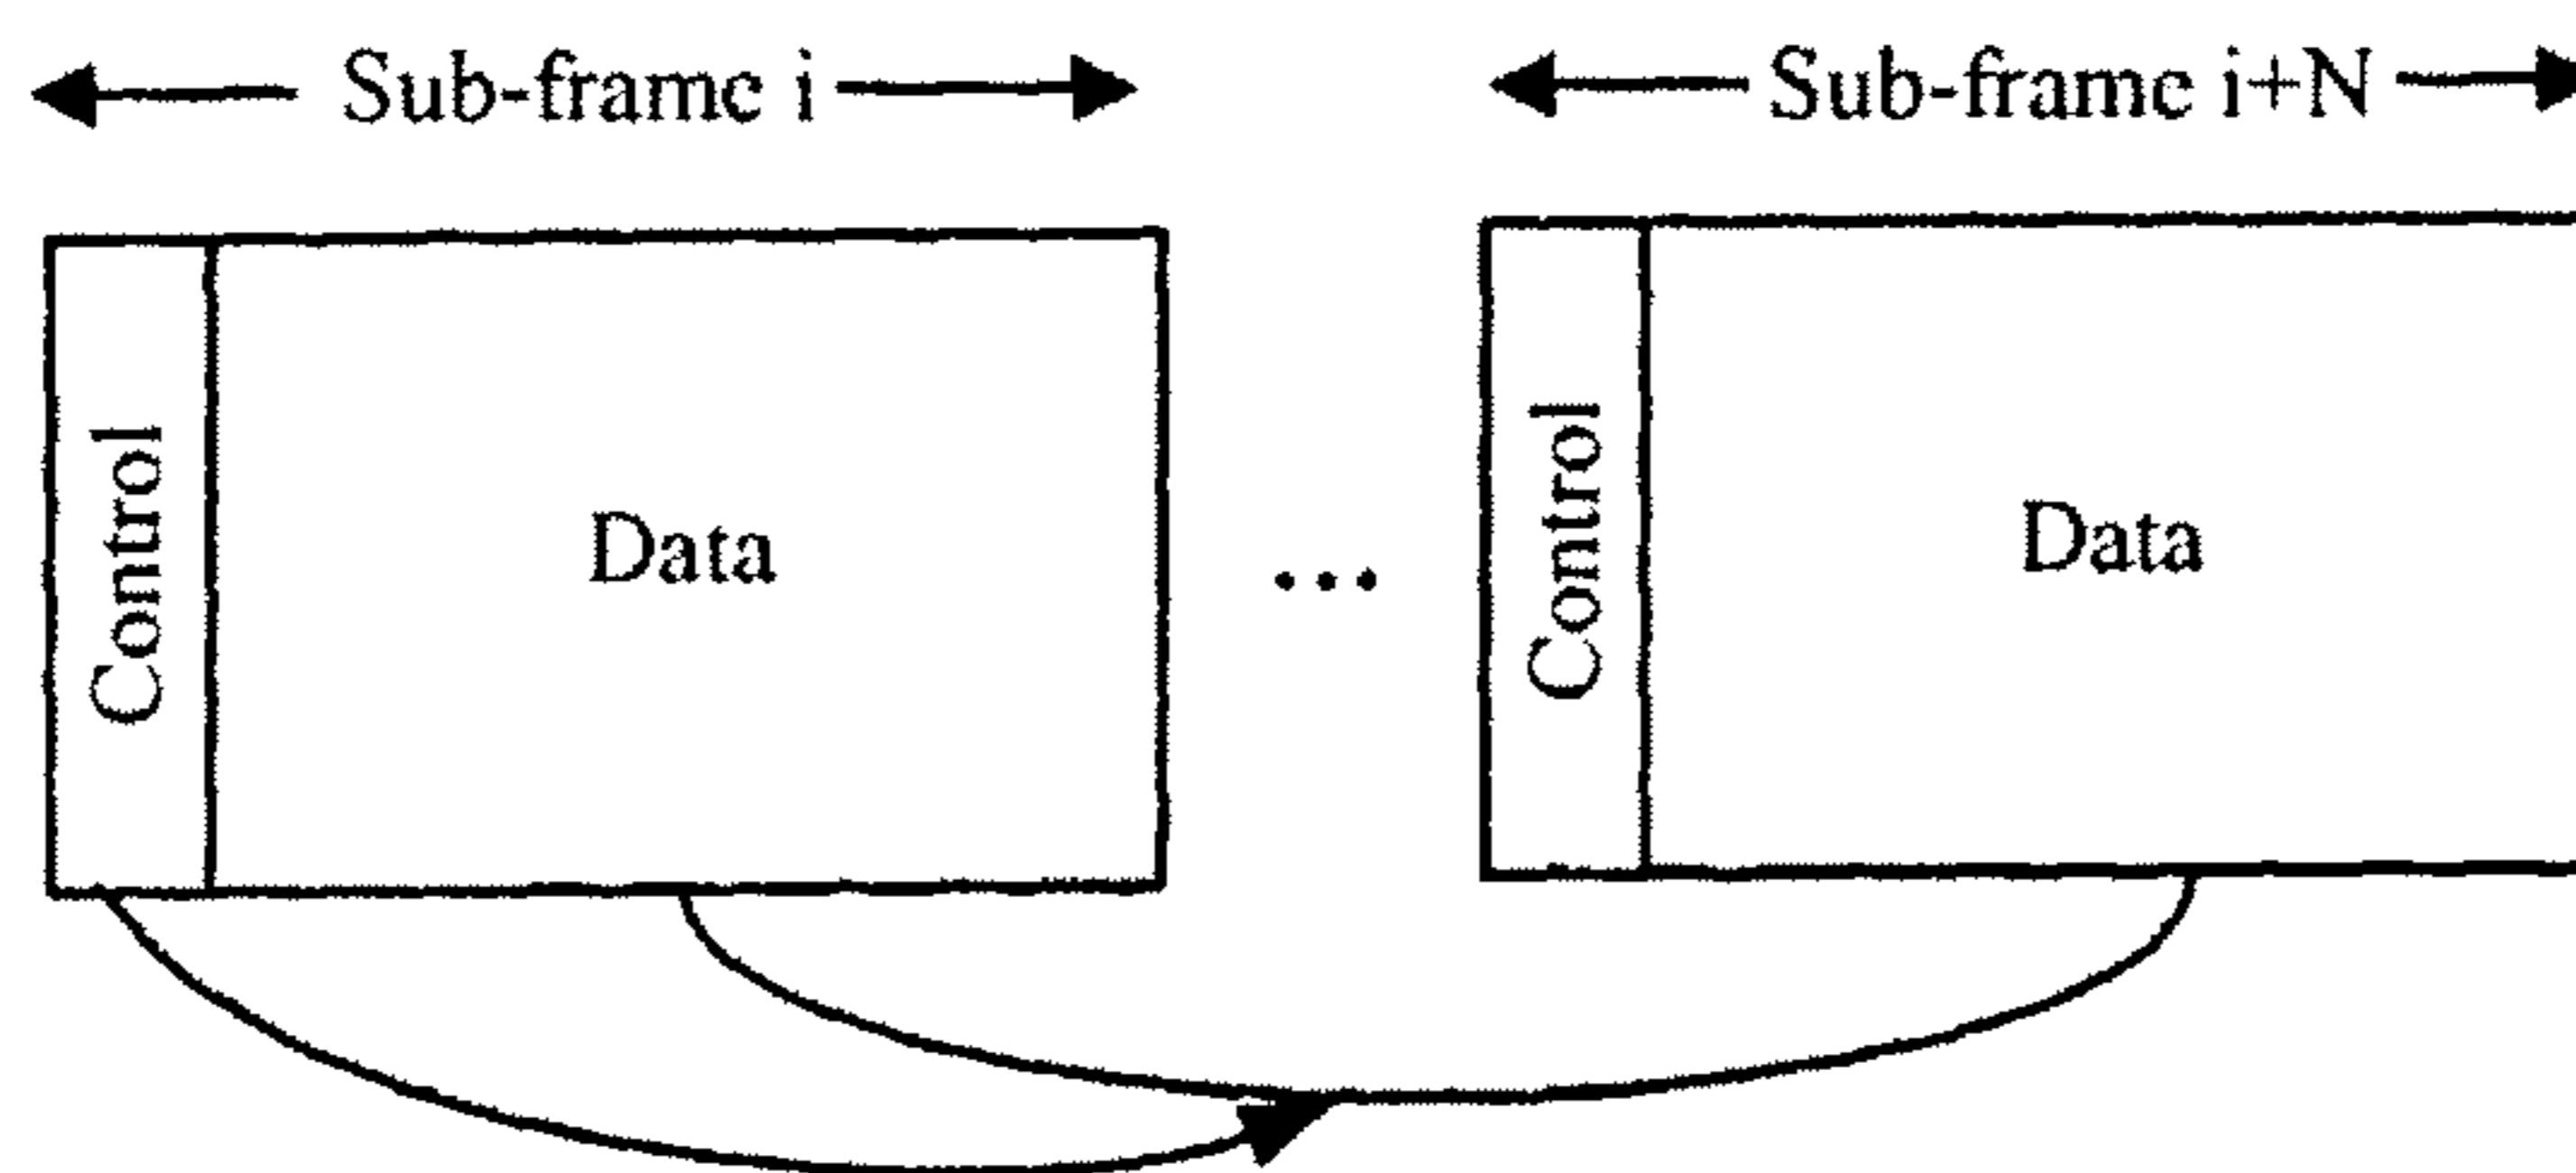 Sub-frame i Sub-frame i+N
Control Data ... Control Data